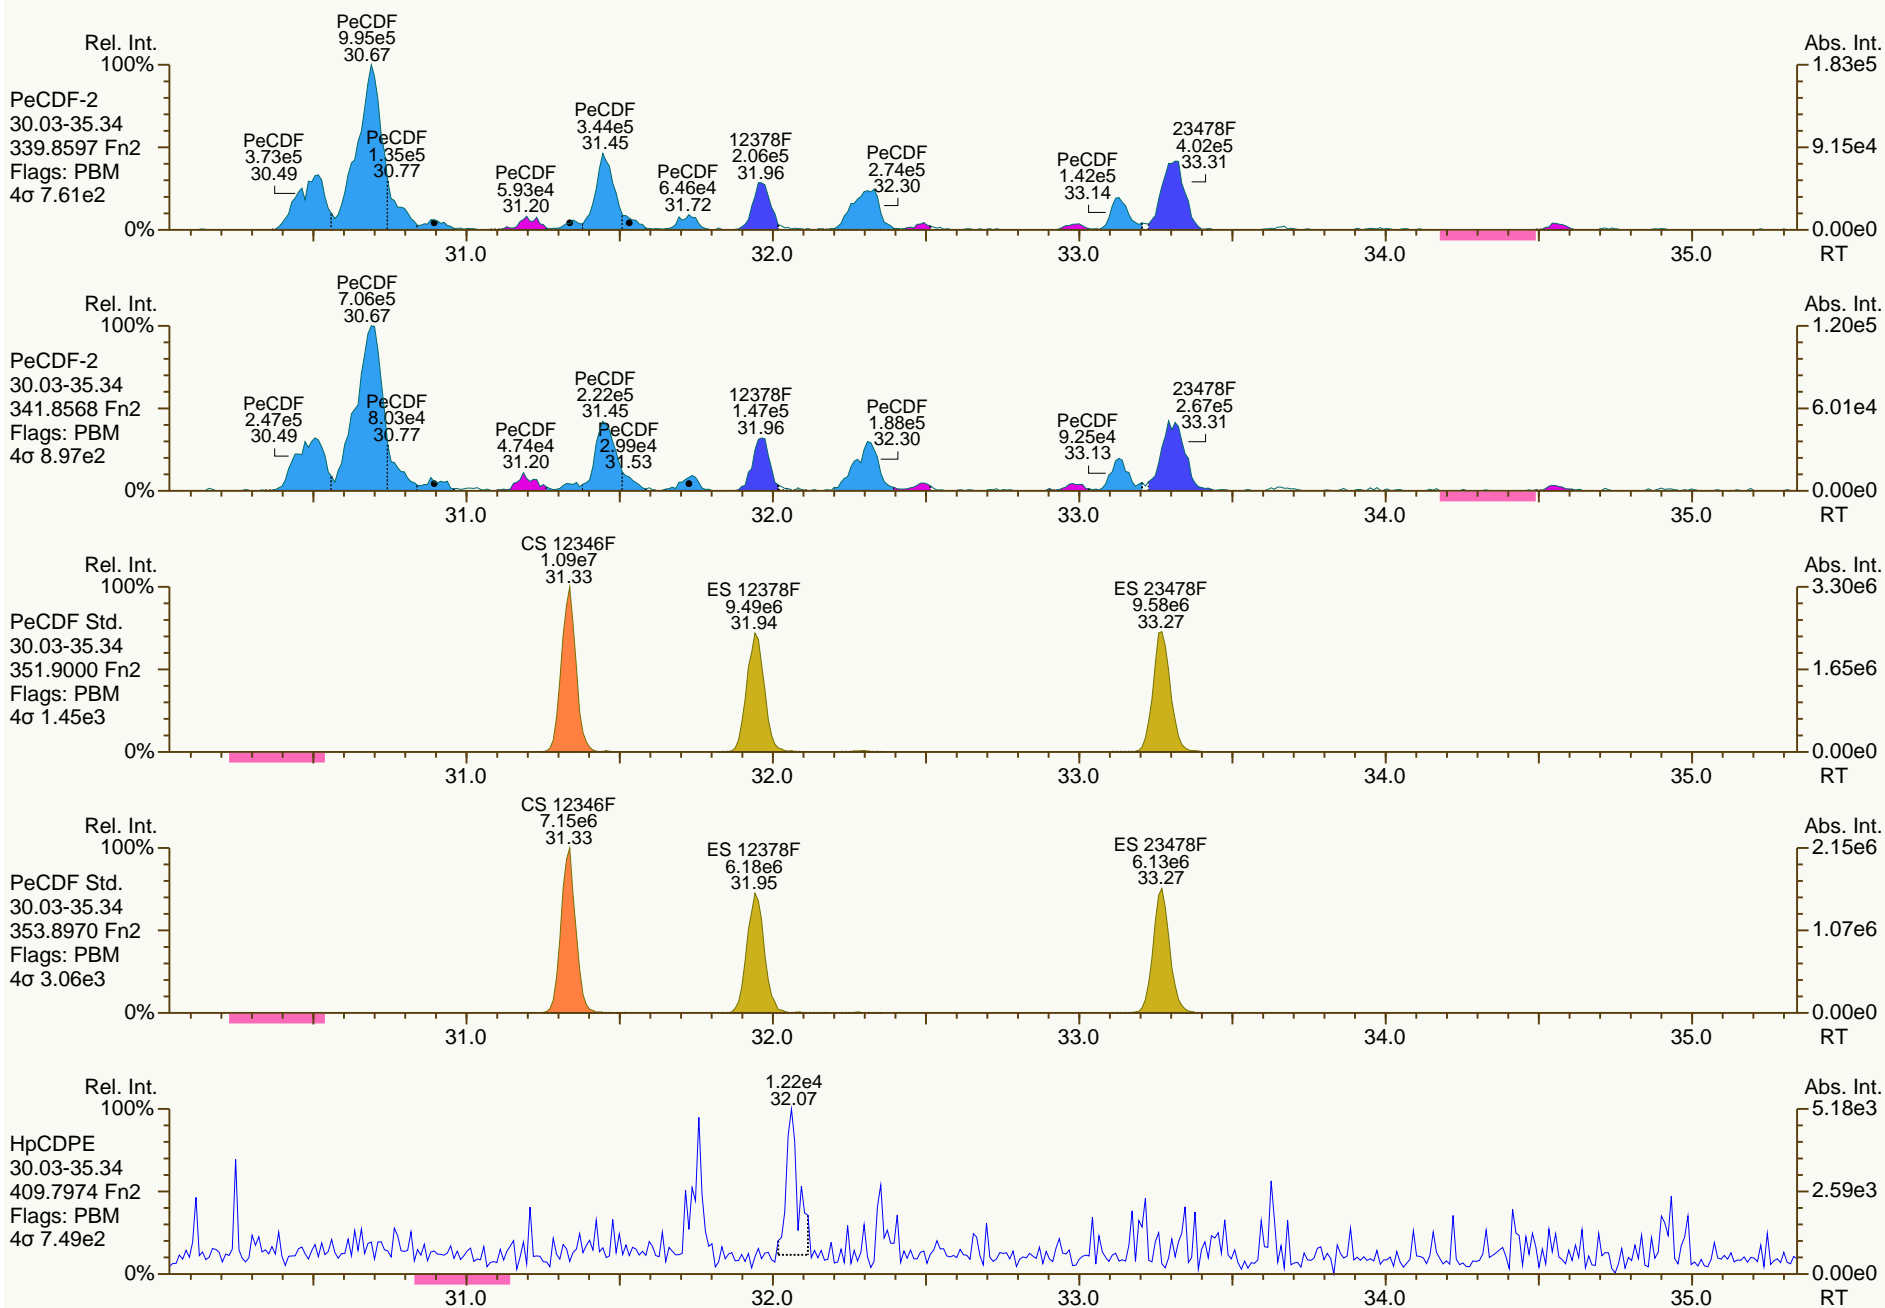 Rel. Int.
100%
0%
PeCDF-2
30.03-35.34
339.8597 Fn2
Flags: PBM
4σ 7.61e2
PeCDF
3.73e5
30.49
PeCDF
9.95e5
30.67
PeCDF
1.35e5
30.77
PeCDF
5.93e4
31.20
PeCDF
3.44e5
31.45
PeCDF
6.46e4
31.72
12378F
2.06e5
31.96
PeCDF
2.74e5
32.30
PeCDF
1.42e5
33.14
23478F
4.02e5
33.31
Abs. Int.
1.83e5
9.15e4
0.00e0
31.0 32.0 33.0 34.0 35.0 RT
Rel. Int.
100%
0%
PeCDF-2
30.03-35.34
341.8568 Fn2
Flags: PBM
4σ 8.97e2
PeCDF
2.47e5
30.49
PeCDF
7.06e5
30.67
PeCDF
8.03e4
30.77
PeCDF
4.74e4
31.20
PeCDF
2.22e5
31.45
PeCDF
2.99e4
31.53
12378F
1.47e5
31.96
PeCDF
1.88e5
32.30
PeCDF
9.25e4
33.13
23478F
2.67e5
33.31
Abs. Int.
1.20e5
6.01e4
0.00e0
31.0 32.0 33.0 34.0 35.0 RT
Rel. Int.
100%
0%
PeCDF Std.
30.03-35.34
351.9000 Fn2
Flags: PBM
4σ 1.45e3
CS 12346F
1.09e7
31.33
ES 12378F
9.49e6
31.94
ES 23478F
9.58e6
33.27
Abs. Int.
3.30e6
1.65e6
0.00e0
31.0 32.0 33.0 34.0 35.0 RT
Rel. Int.
100%
0%
PeCDF Std.
30.03-35.34
353.8970 Fn2
Flags: PBM
4σ 3.06e3
CS 12346F
7.15e6
31.33
ES 12378F
6.18e6
31.95
ES 23478F
6.13e6
33.27
Abs. Int.
2.15e6
1.07e6
0.00e0
31.0 32.0 33.0 34.0 35.0 RT
Rel. Int.
100%
0%
HpCDPE
30.03-35.34
409.7974 Fn2
Flags: PBM
4σ 7.49e2
1.22e4
32.07
Abs. Int.
5.18e3
2.59e3
0.00e0
31.0 32.0 33.0 34.0 35.0 RT